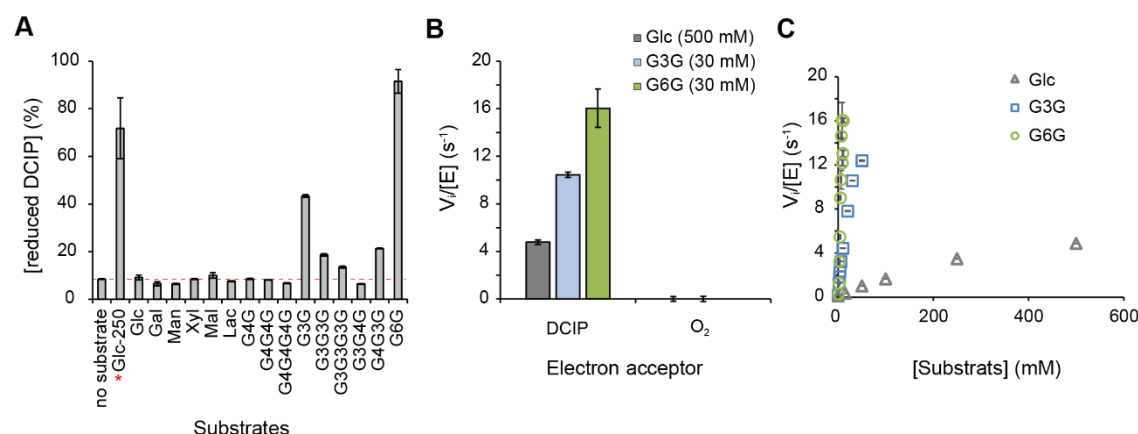 A
[reduced DCIP] (%)
100
80
60
40
20
0
no substrate
* Glc-250
Glc
Gal
Man
Xyl
Mal
Lac
G4G
G4G4G
G4G4G4G
G3G
G3G3G
G3G3G3G
G3G4G
G4G3G
G6G
Substrates
B
Vi/[E] (s-1)
20
16
12
8
4
0
Glc (500 mM)
G3G (30 mM)
G6G (30 mM)
DCIP
O2
Electron acceptor
C
Vi/[E] (s-1)
20
16
12
8
4
0
Glc
G3G
G6G
0
200
400
600
[Substrats] (mM)